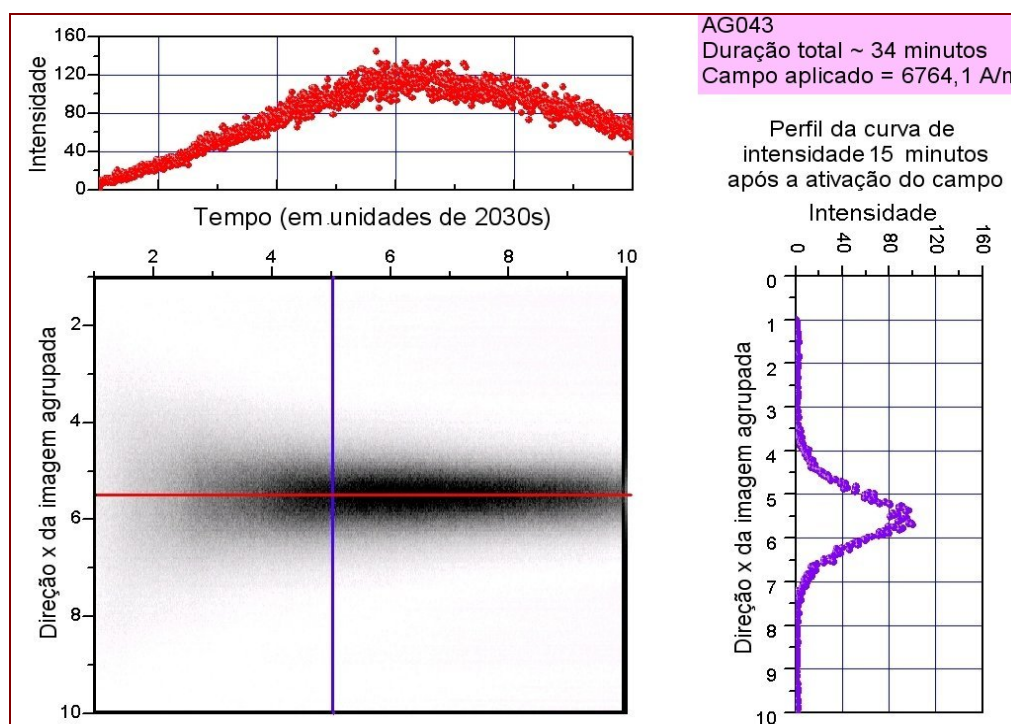 160
120
80
40
0
Intensidade
Tempo (em unidades de 2030s)
2 4 6 8 10
2
4
6
8
10
Direção x da imagem agrupada
AG043
Duração total ~ 34 minutos
Campo aplicado = 6764,1 A/m
Perfil da curva de
intensidade 15 minutos
após a ativação do campo
Intensidade
0 40 80 120 160
0
1
2
3
4
5
6
7
8
9
10
Direção x da imagem agrupada